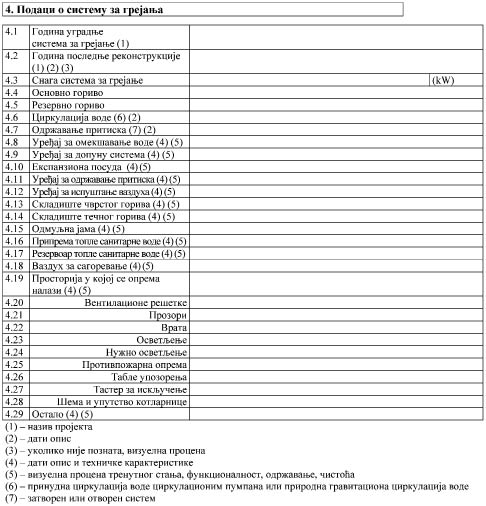 4. Подаци о систему за грејања
4.1 Година уградње
система за грејање (1)
4.2 Година последње реконструкције
(1) (2) (3)
4.3 Снага система за грејање (kW)
4.4 Основно гориво
4.5 Резервно гориво
4.6 Циркулација воде (6) (2)
4.7 Одржавање притиска (7) (2)
4.8 Уређај за омекшавање воде (4) (5)
4.9 Уређај за допуну система (4) (5)
4.10 Експанзиона посуда (4) (5)
4.11 Уређај за одржавање притиска (4) (5)
4.12 Уређај за испуштање ваздуха (4) (5)
4.13 Складиште чврстог горива (4) (5)
4.14 Складиште течног горива (4) (5)
4.15 Одмуљна јама (4) (5)
4.16 Припрема топле санитарне воде (4) (5)
4.17 Резервоар топле санитарне воде (4) (5)
4.18 Ваздух за сагоревање (4) (5)
4.19 Просторија у којој се опрема
налази (4) (5)
4.20 Вентилационе решетке
4.21 Прозори
4.22 Врата
4.23 Осветљење
4.24 Нужно осветљење
4.25 Противпожарна опрема
4.26 Табле упозорења
4.27 Тастер за искључење
4.28 Шема и упутство котларнице
4.29 Остало (4) (5)
(1) – назив пројекта
(2) – дати опис
(3) – уколико није позната, визуелна процена
(4) – дати опис и техничке карактеристике
(5) – визуелна процена тренутног стања, функционалност, одржавање, чистоћа
(6) – принудна циркулација воде циркулационим пумпана или природна гравитациона циркулација воде
(7) – затворен или отворен систем